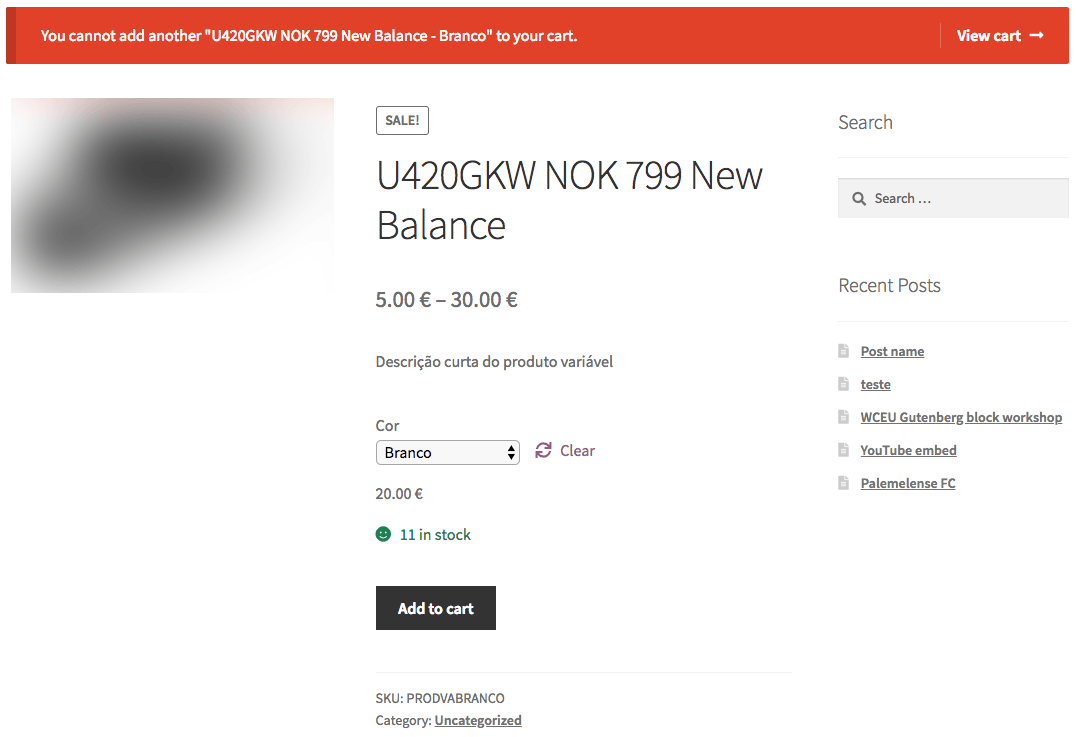 You cannot add another "U420GKW NOK 799 New Balance - Branco" to your cart.
View cart →
SALE!
U420GKW NOK 799 New
Balance
5.00 € – 30.00 €
Descrição curta do produto variável
Cor
Branco
Clear
20.00 €
11 in stock
Add to cart
SKU: PRODVABRANCO
Category: Uncategorized
Search
Search …
Recent Posts
Post name
teste
WCEU Gutenberg block workshop
YouTube embed
Palemelense FC